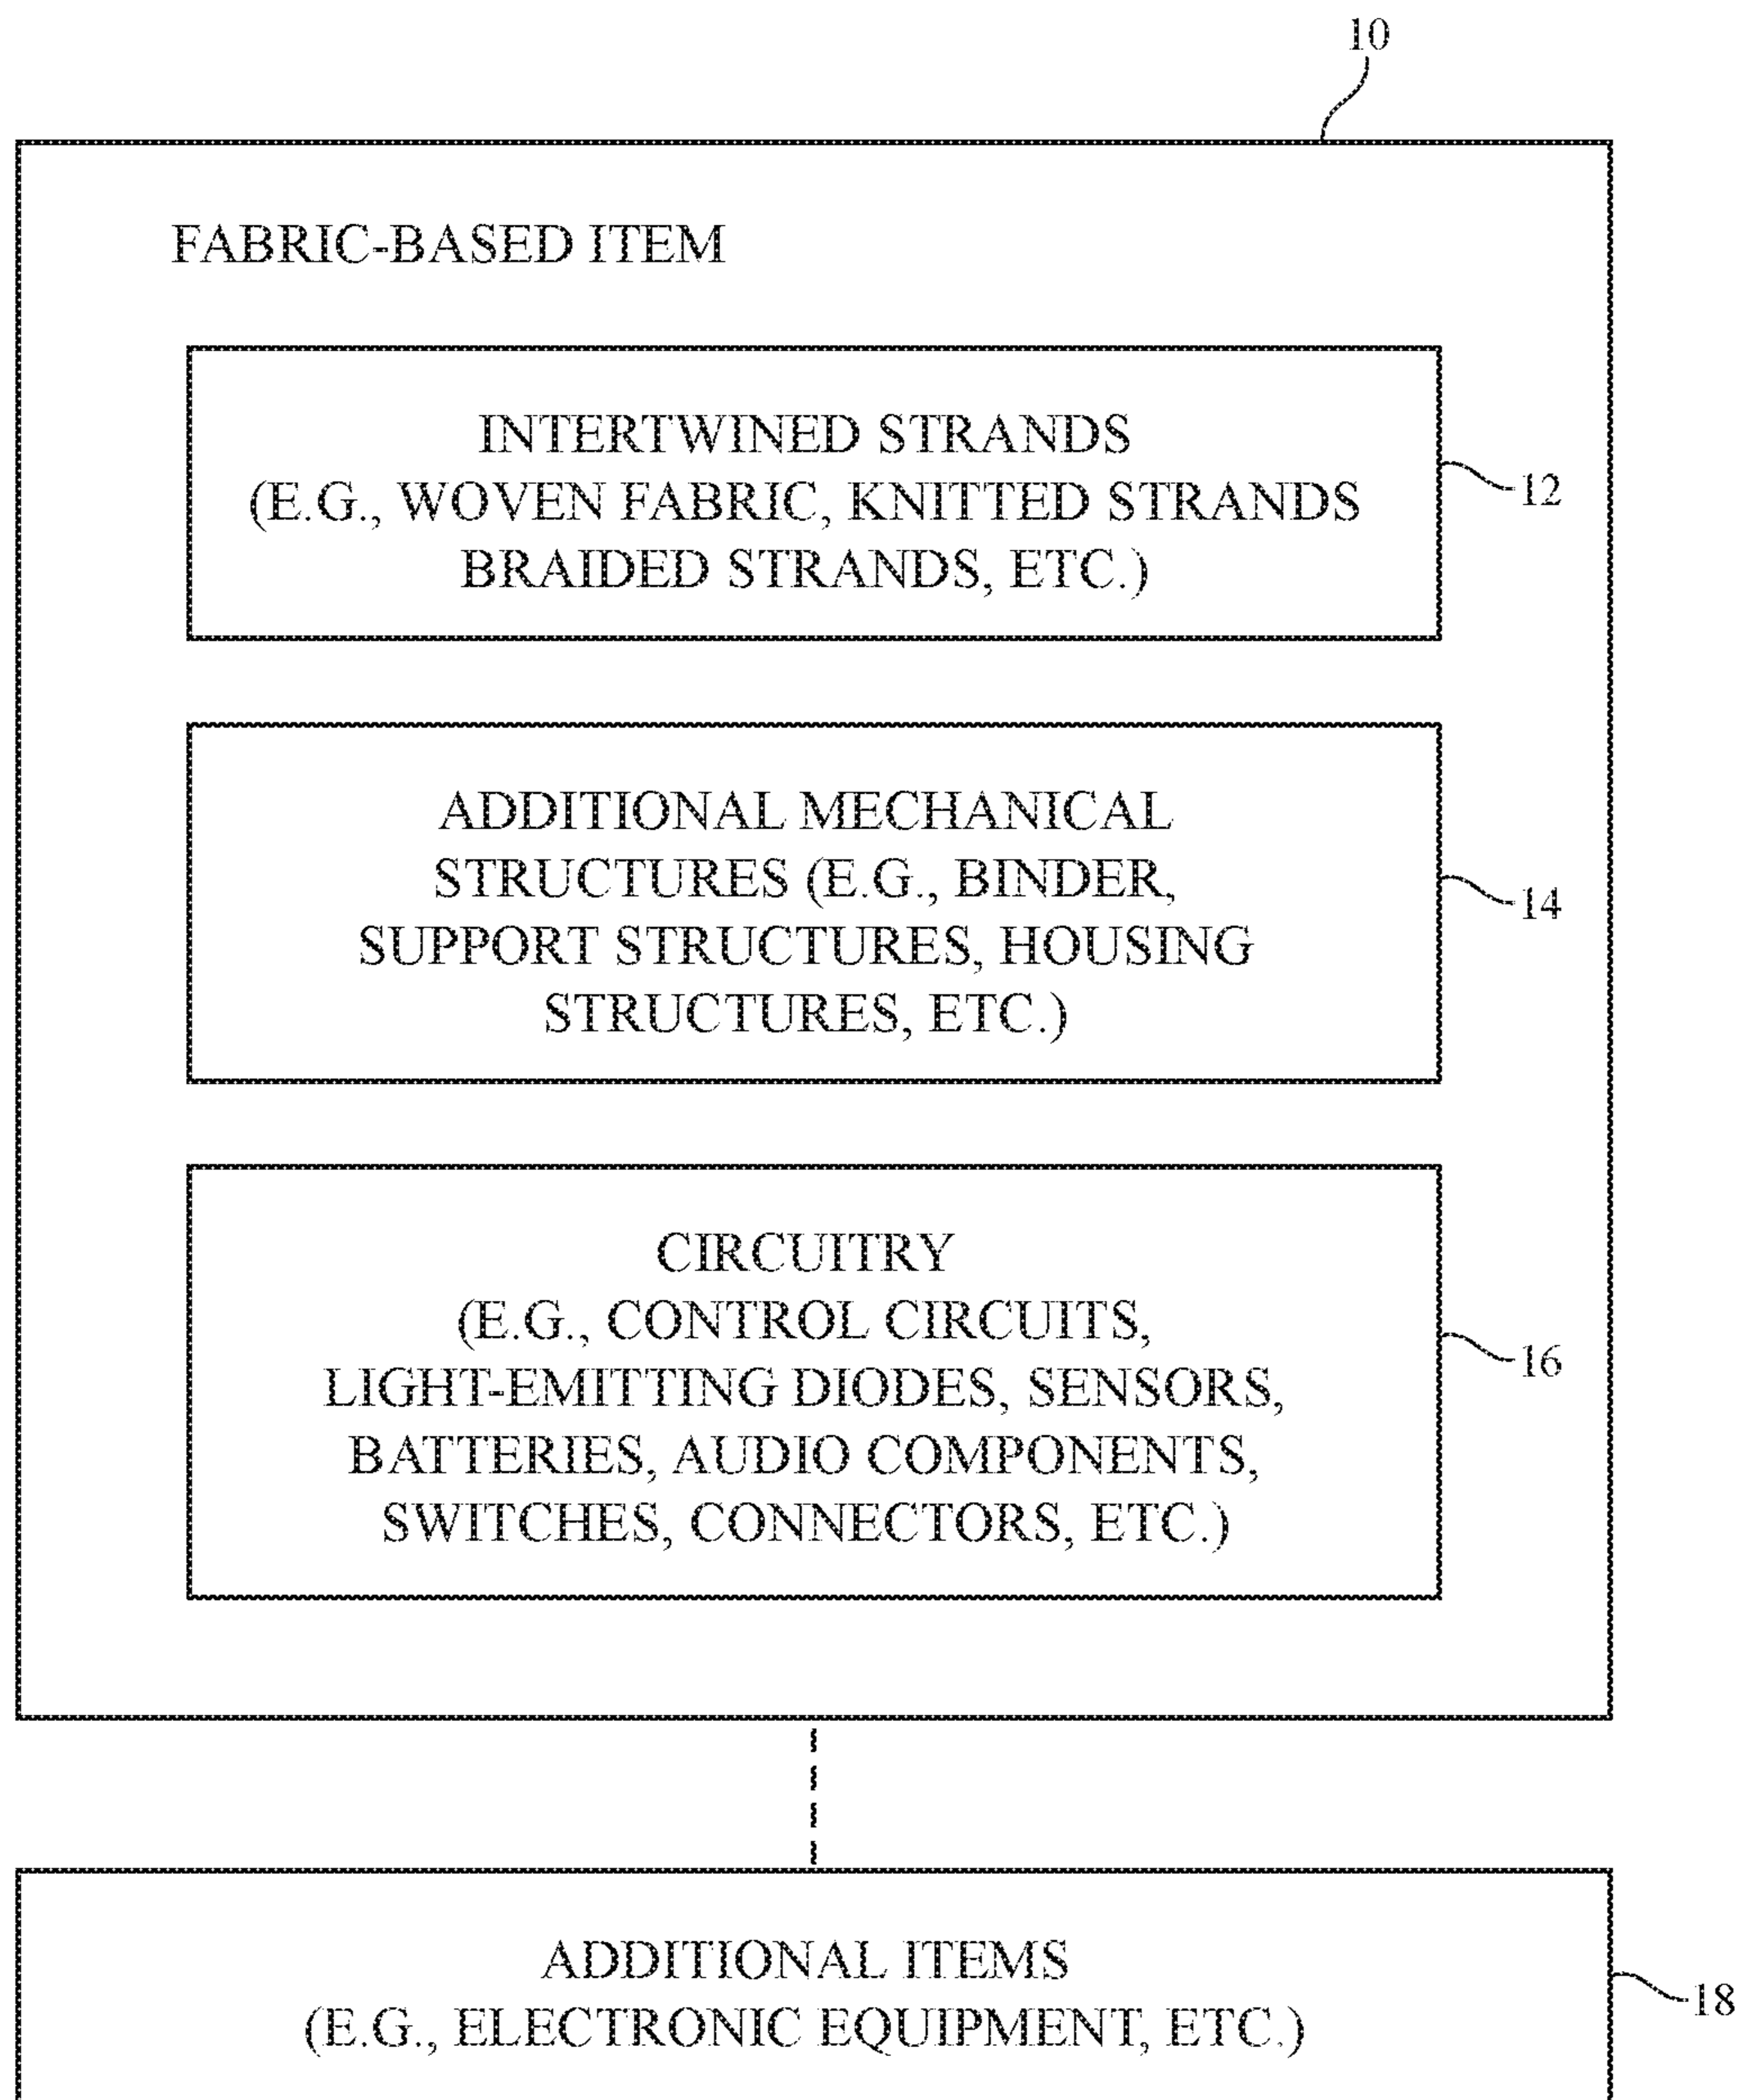 10
FABRIC-BASED ITEM
INTERTWINED STRANDS
(E.G., WOVEN FABRIC, KNITTED STRANDS
BRAIDED STRANDS, ETC.)
12
ADDITIONAL MECHANICAL
STRUCTURES (E.G., BINDER,
SUPPORT STRUCTURES, HOUSING
STRUCTURES, ETC.)
14
CIRCUITRY
(E.G., CONTROL CIRCUITS,
LIGHT-EMITTING DIODES, SENSORS,
BATTERIES, AUDIO COMPONENTS,
SWITCHES, CONNECTORS, ETC.)
16
ADDITIONAL ITEMS
(E.G., ELECTRONIC EQUIPMENT, ETC.)
18